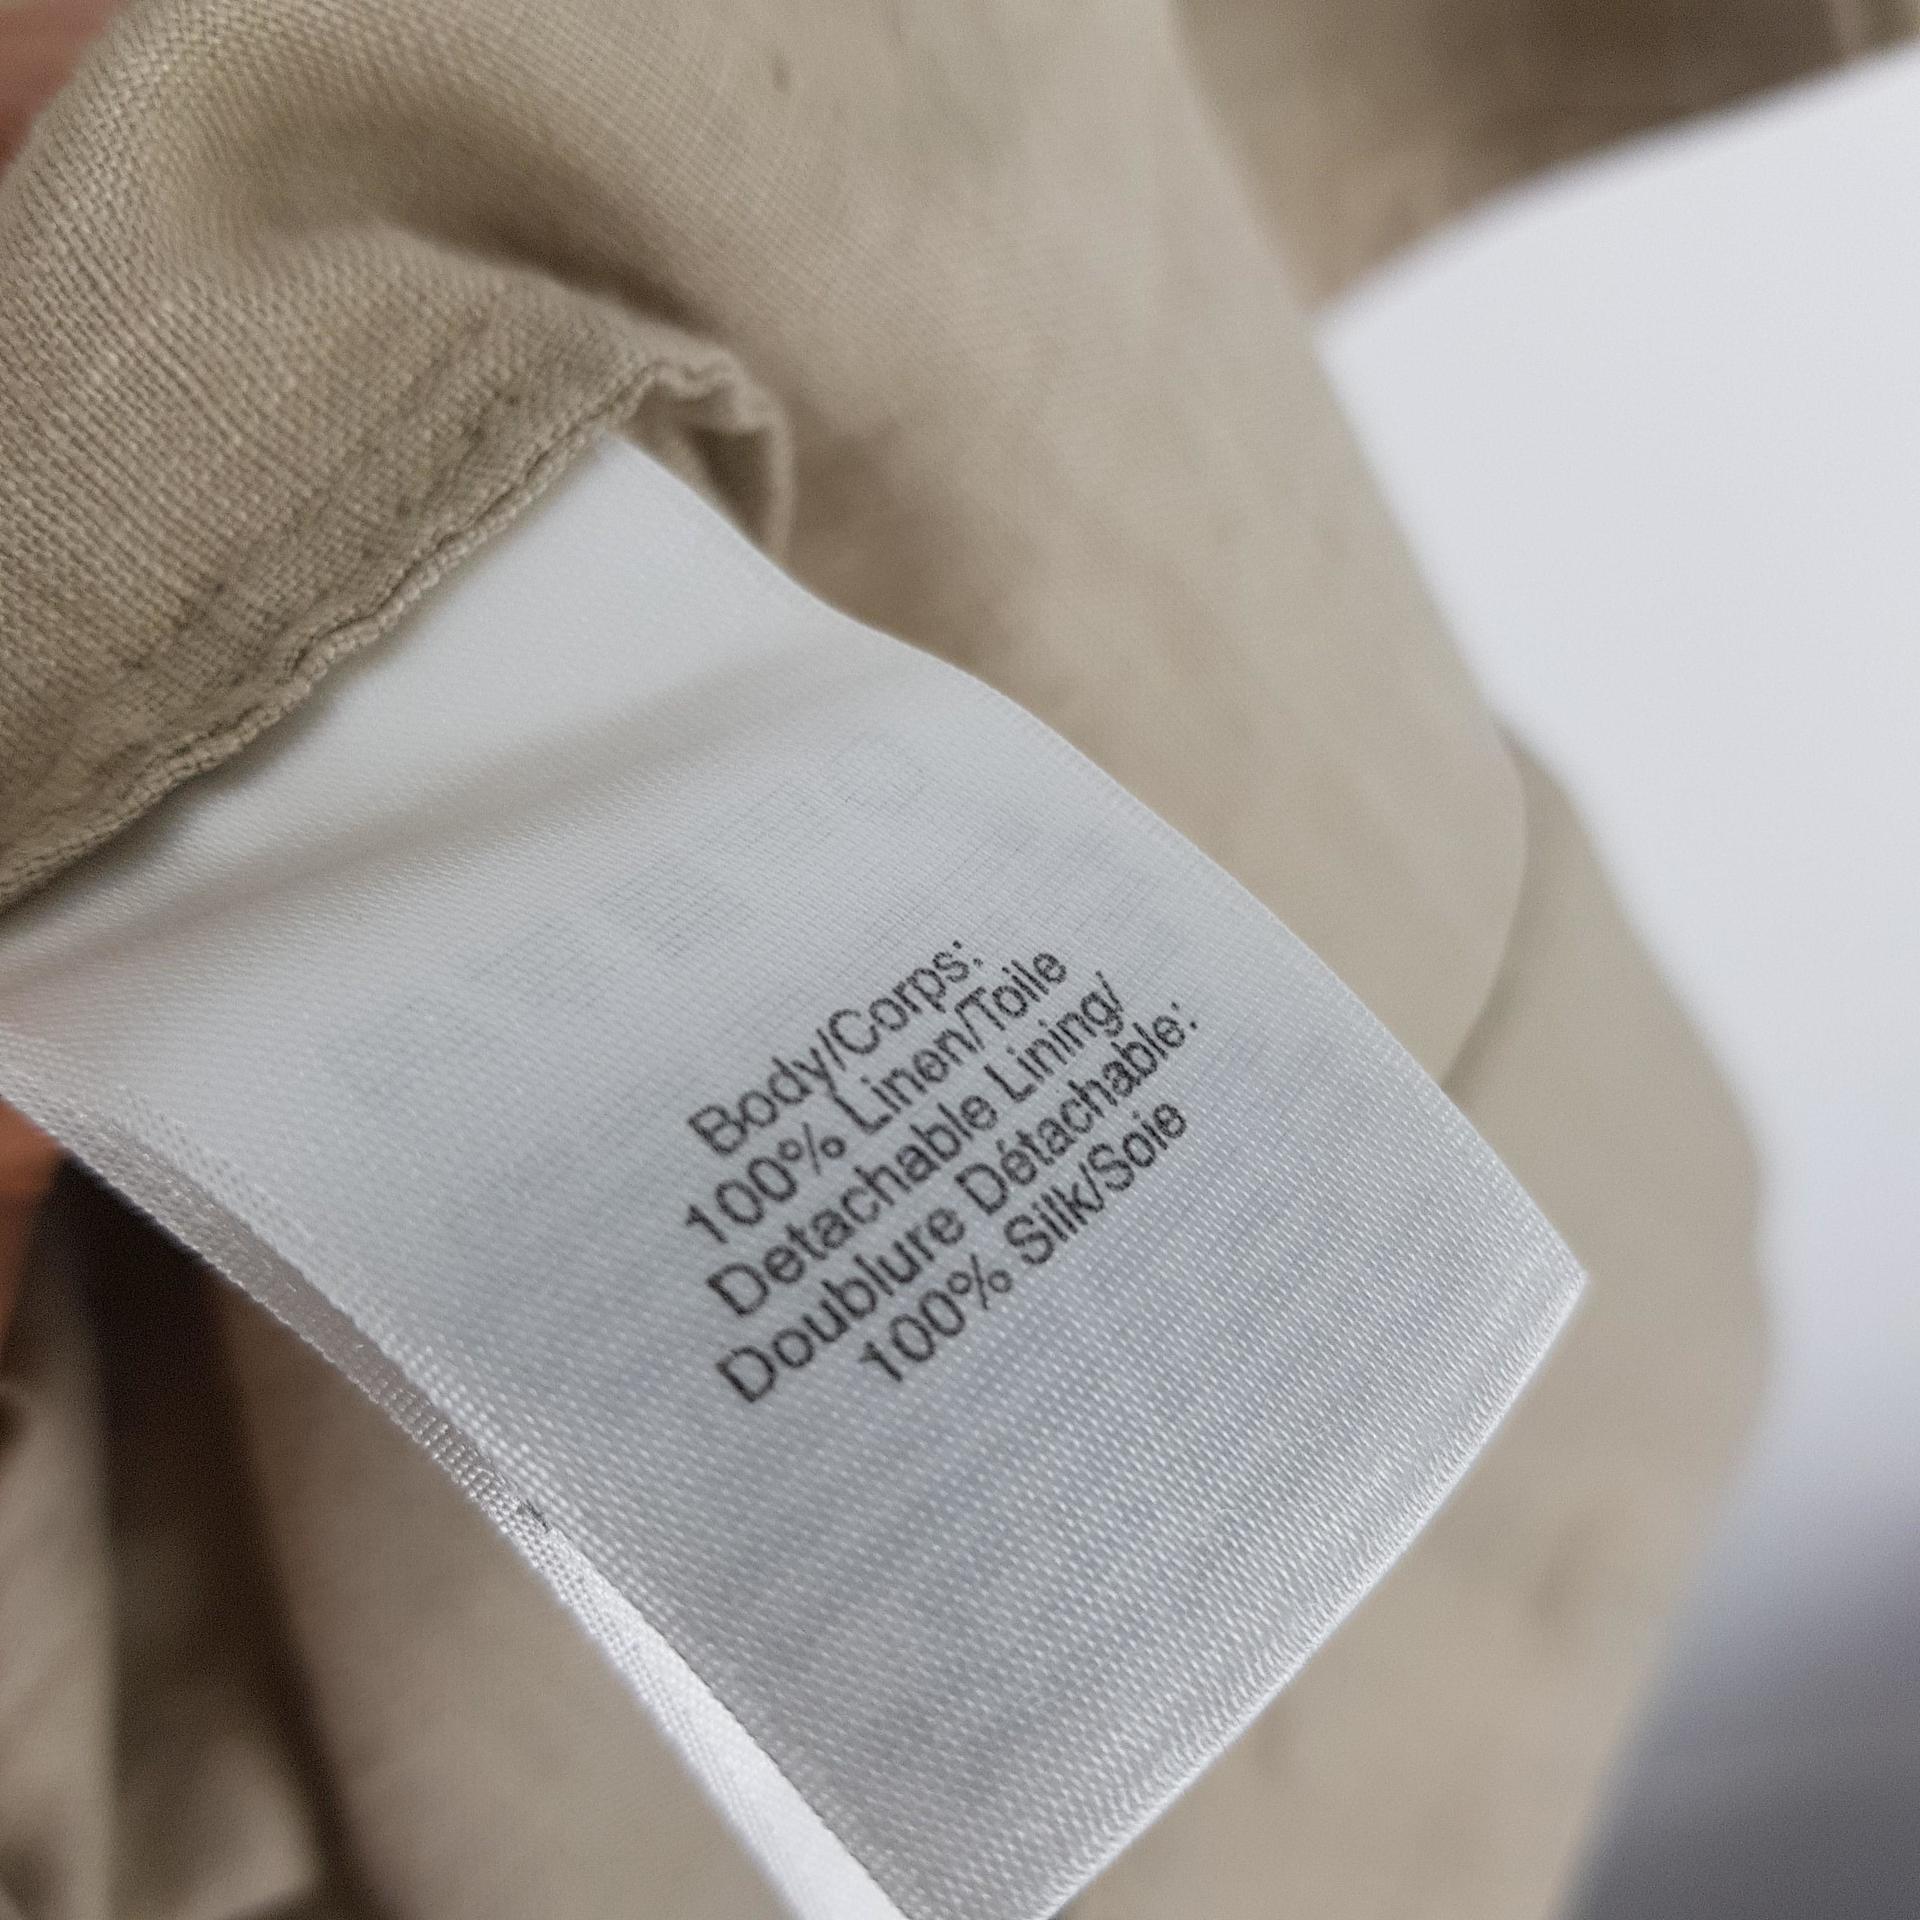 Body/Corps:
100% Linen/Toile
Detachable Lining/
Doublure Détachable:
100% Silk/Soie